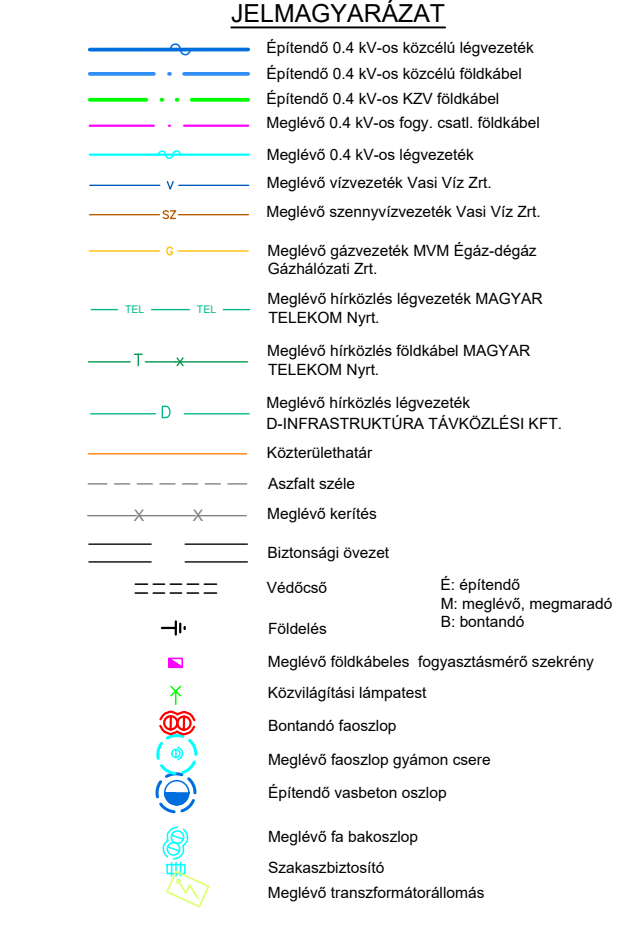 JELMAGYARÁZAT
Építendő 0.4 kV-os közcélú légvezeték
Építendő 0.4 kV-os közcélú földkábel
Építendő 0.4 kV-os KZV földkábel
Meglévő 0.4 kV-os fogy. csatl. földkábel
Meglévő 0.4 kV-os légvezeték
V Meglévő vízvezeték Vasi Víz Zrt.
SZ Meglévő szennyvízvezeték Vasi Víz Zrt.
G Meglévő gázvezeték MVM Égáz-dégáz
Gázhálózati Zrt.
TEL TEL Meglévő hírközlés légvezeték MAGYAR
TELEKOM Nyrt.
T x Meglévő hírközlés földkábel MAGYAR
TELEKOM Nyrt.
D Meglévő hírközlés légvezeték
D-INFRASTRUKTÚRA TÁVKÖZLÉSI KFT.
Közterülethatár
Aszfalt széle
X X Meglévő kerítés
Biztonsági övezet
Védőcső
É: építendő
M: meglévő, megmaradó
B: bontandó
Földelés
Meglévő földkábeles fogyasztásmérő szekrény
Közvilágítási lámpatest
Bontandó faoszlop
Meglévő faoszlop gyámon csere
Építendő vasbeton oszlop
Meglévő fa bakoszlop
Szakaszbiztosító
Meglévő transzformátorállomás